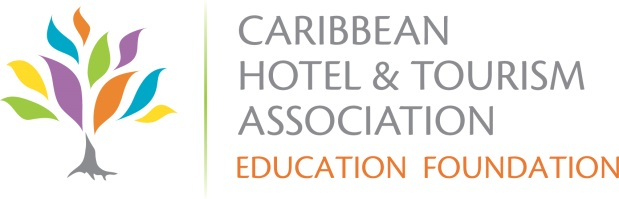 CARIBBEAN
HOTEL & TOURISM
ASSOCIATION
EDUCATION FOUNDATION